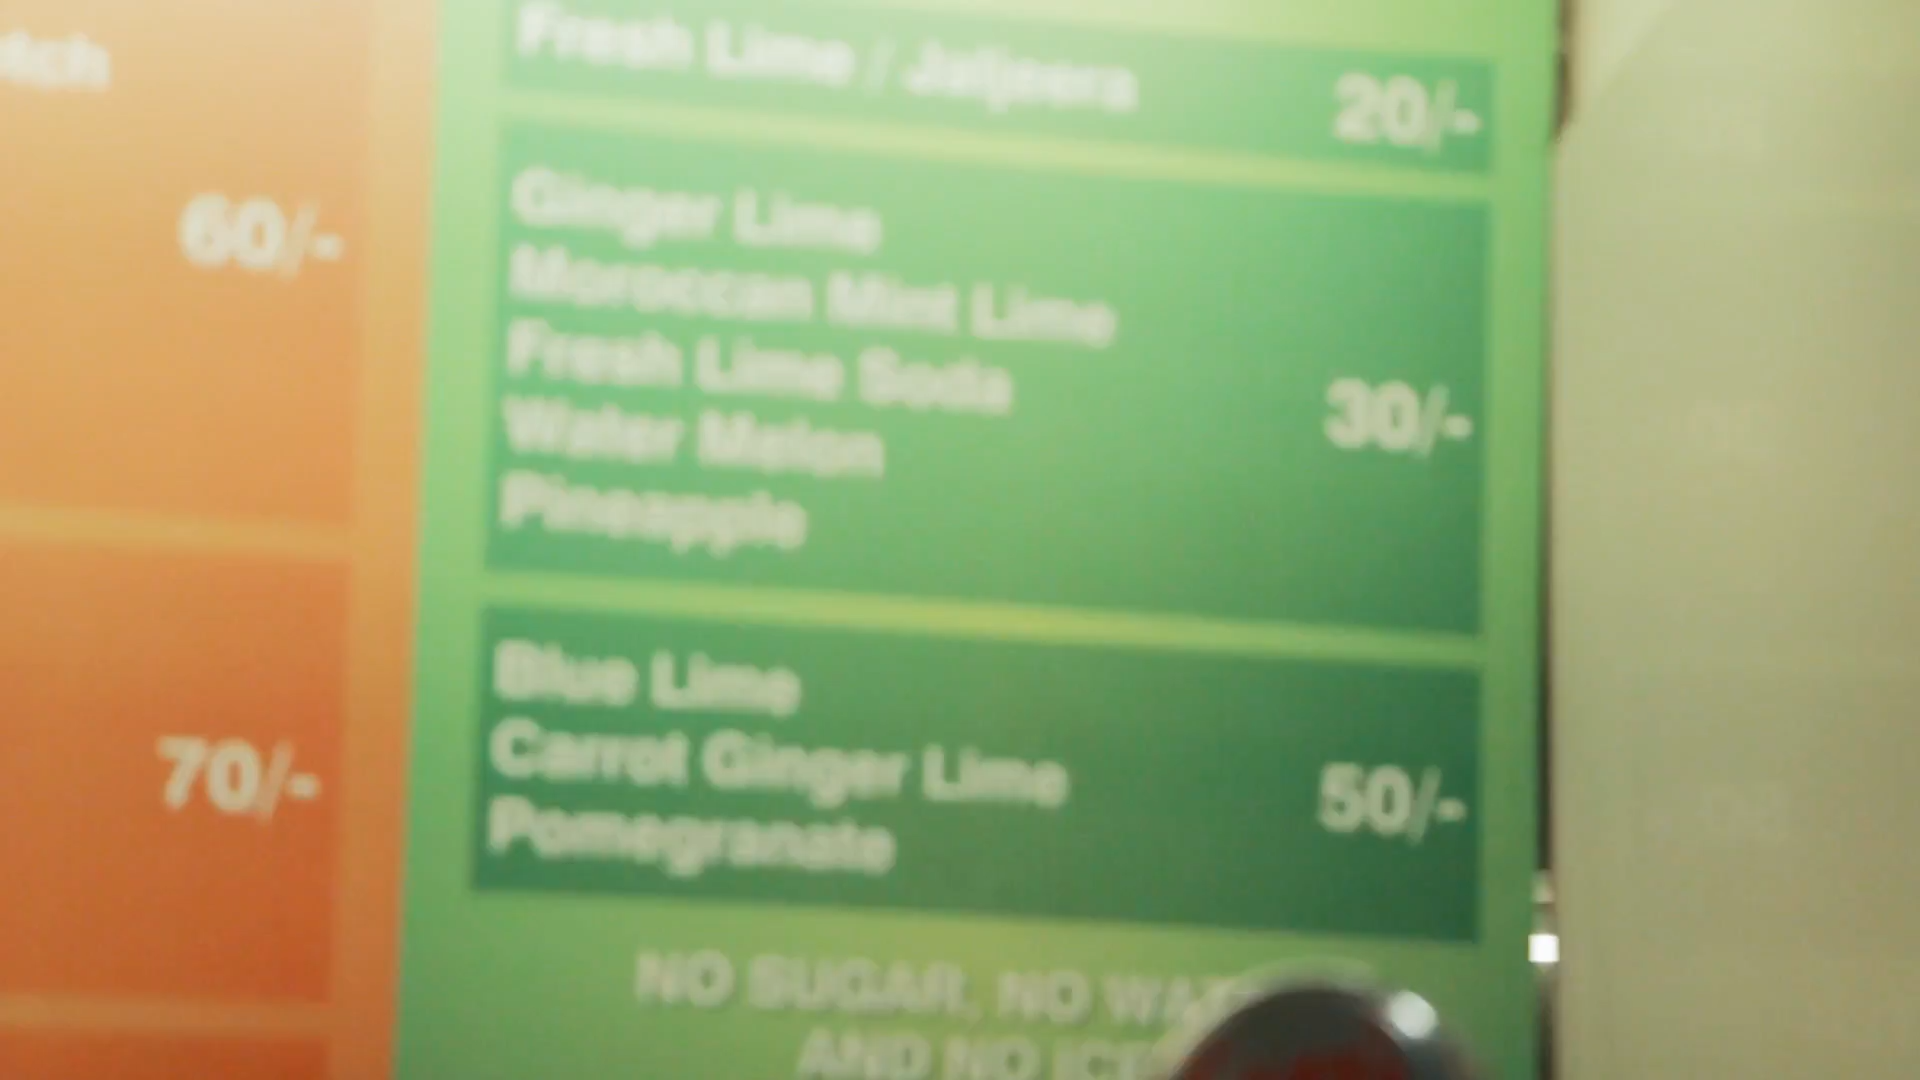 60/-
70/-
Fresh Lime / Jaljeera 20/-
Ginger Lime
Moroccan Mint Lime
Fresh Lime Soda
Water Melon
Pineapple
30/-
Blue Lime
Carrot Ginger Lime
Pomegranate
50/-
NO SUGAR, NO
AND NO ICE